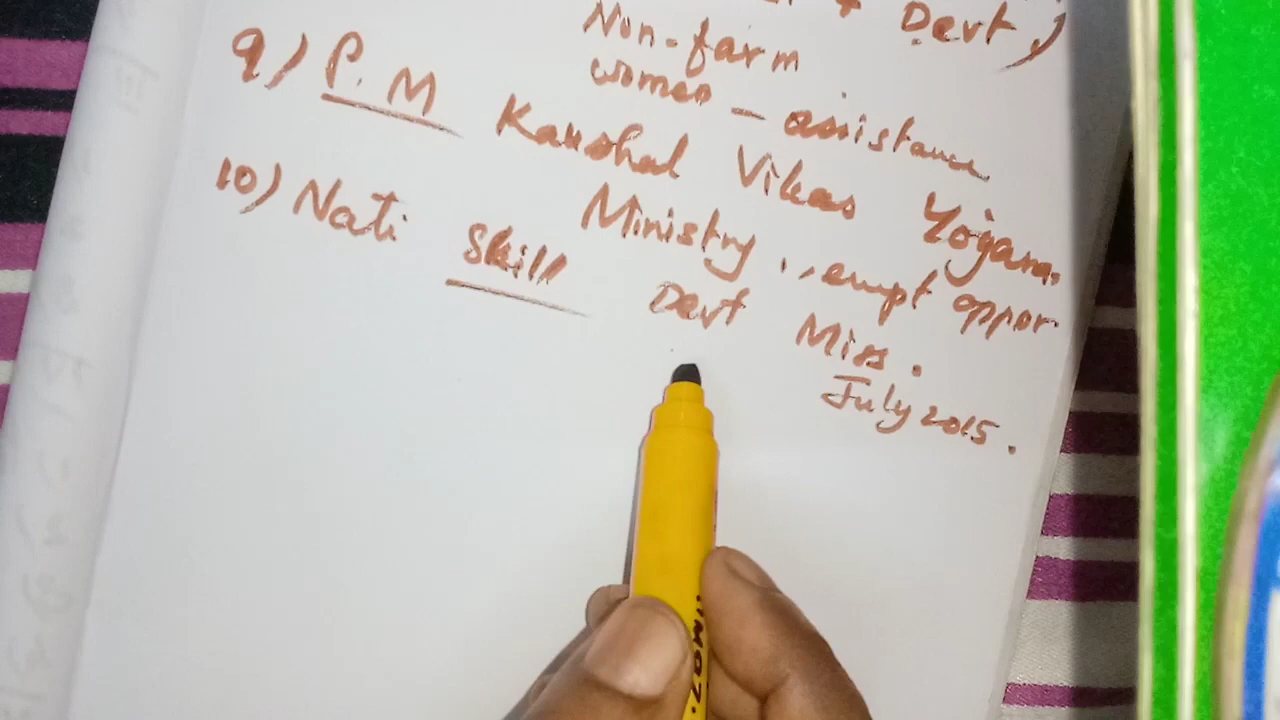 & Devt)
Non-farm
women - assistance
9) P.M Kaushal Vikas Yojana.
Ministry, empt oppor
10) Nati Skill Devt Miss.
July 2015.